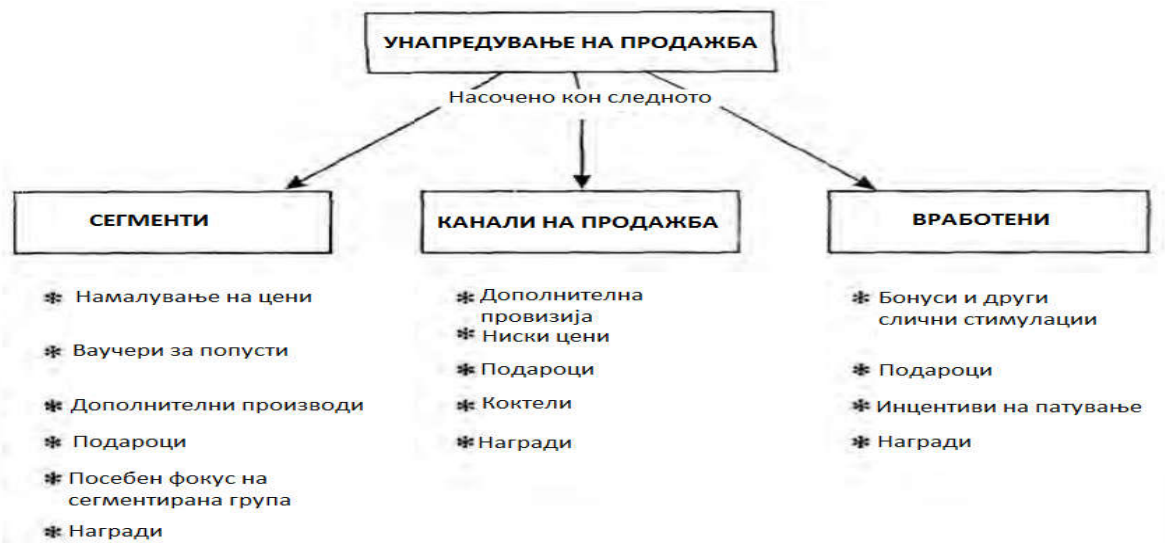 УНАПРЕДУВАЊЕ НА ПРОДАЖБА
Насочено кон следното
СЕГМЕНТИ
* Намалување на цени
* Ваучери за попусти
* Дополнителни производи
* Подароци
* Посебен фокус на
сегментирана група
* Награди
КАНАЛИ НА ПРОДАЖБА
* Дополнителна
провизија
* Ниски цени
* Подароци
* Коктели
* Награди
ВРАБОТЕНИ
* Бонуси и други
слични стимулации
* Подароци
* Инцентиви на патување
* Награди